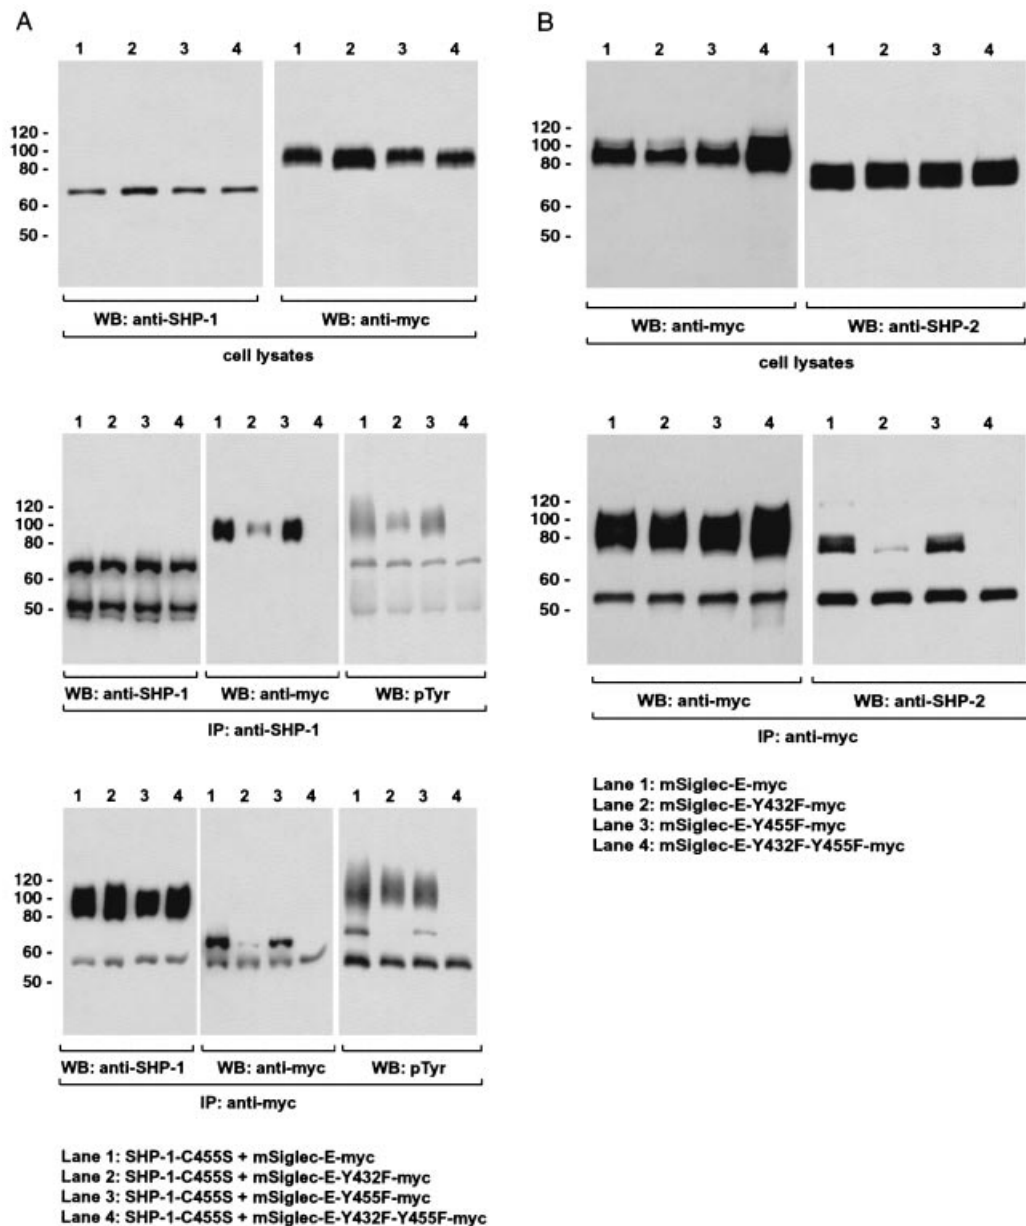 A
B
1 2 3 4 1 2 3 4
1 2 3 4 1 2 3 4
120 -
100 -
80 -
60 -
50 -
120 -
100 -
80 -
60 -
50 -
WB: anti-SHP-1 WB: anti-myc
cell lysates
WB: anti-myc WB: anti-SHP-2
cell lysates
1 2 3 4 1 2 3 4 1 2 3 4
120 -
100 -
80 -
60 -
50 -
WB: anti-SHP-1 WB: anti-myc WB: pTyr
IP: anti-SHP-1
1 2 3 4 1 2 3 4
120 -
100 -
80 -
60 -
50 -
WB: anti-myc WB: anti-SHP-2
IP: anti-myc
Lane 1: mSiglec-E-myc
Lane 2: mSiglec-E-Y432F-myc
Lane 3: mSiglec-E-Y455F-myc
Lane 4: mSiglec-E-Y432F-Y455F-myc
1 2 3 4 1 2 3 4 1 2 3 4
120 -
100 -
80 -
60 -
50 -
WB: anti-SHP-1 WB: anti-myc WB: pTyr
IP: anti-myc
Lane 1: SHP-1-C455S + mSiglec-E-myc
Lane 2: SHP-1-C455S + mSiglec-E-Y432F-myc
Lane 3: SHP-1-C455S + mSiglec-E-Y455F-myc
Lane 4: SHP-1-C455S + mSiglec-E-Y432F-Y455F-myc